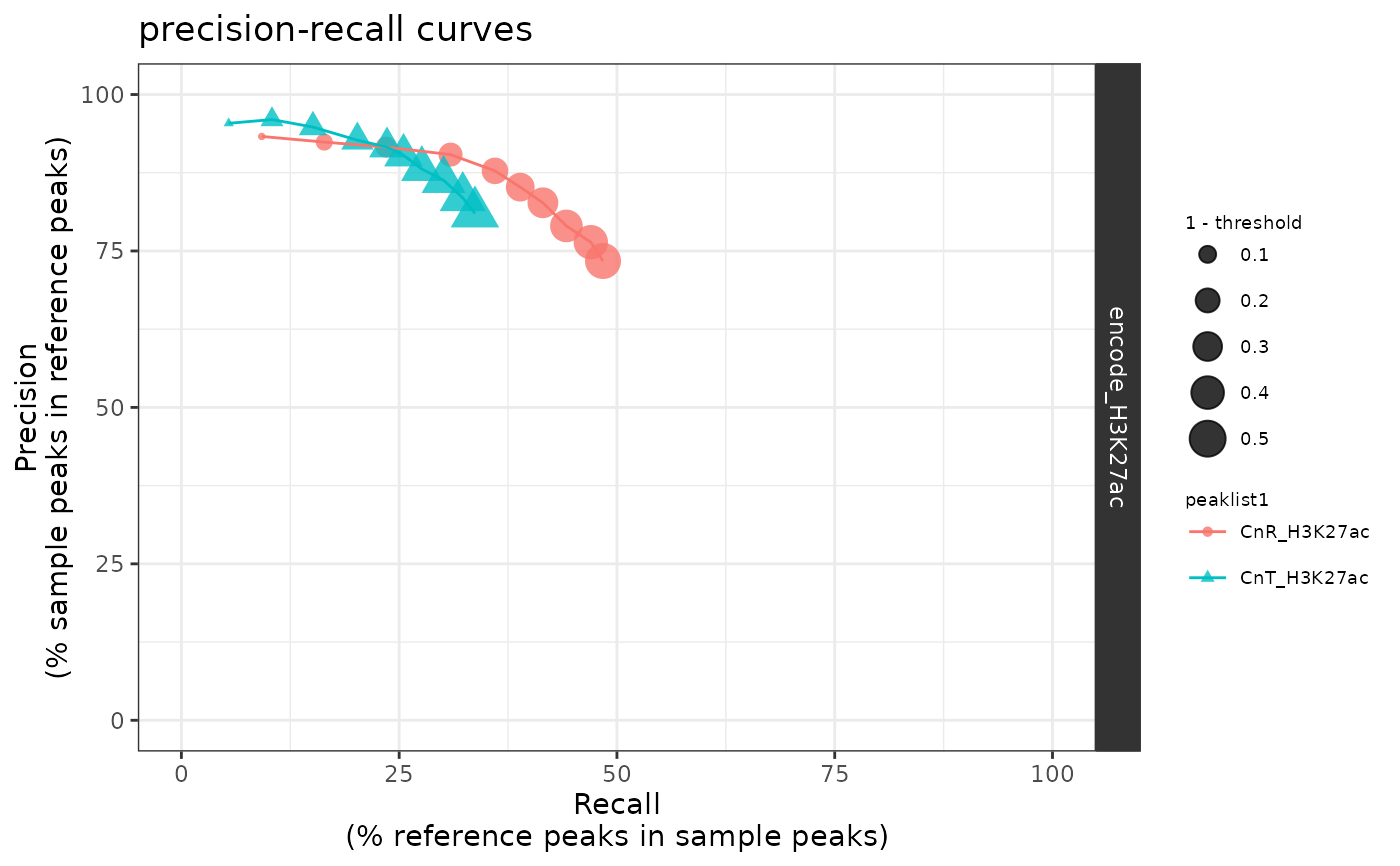 precision-recall curves
Precision
(% sample peaks in reference peaks)
100
75
50
25
0
0
25
50
75
100
Recall
(% reference peaks in sample peaks)
encode_H3K27ac
1 - threshold
0.1
0.2
0.3
0.4
0.5
peaklist1
CnR_H3K27ac
CnT_H3K27ac